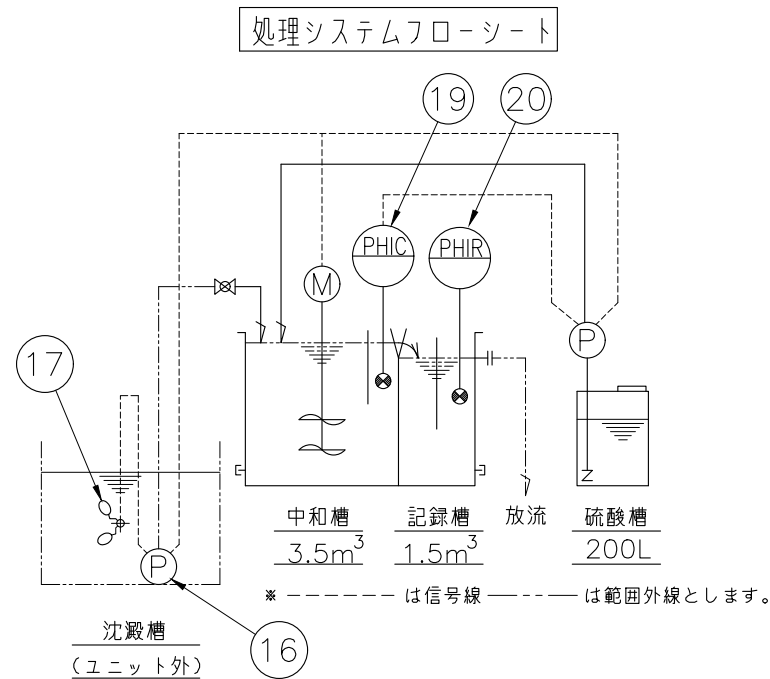 処理システムフローシート
19
20
PHIC
PHIR
M
P
17
中和槽
3.5m³
記録槽
1.5m³
放流
硫酸槽
200L
P
16
※ ------ は信号線 ―--― は範囲外線とします。
沈澱槽
(ユニット外)